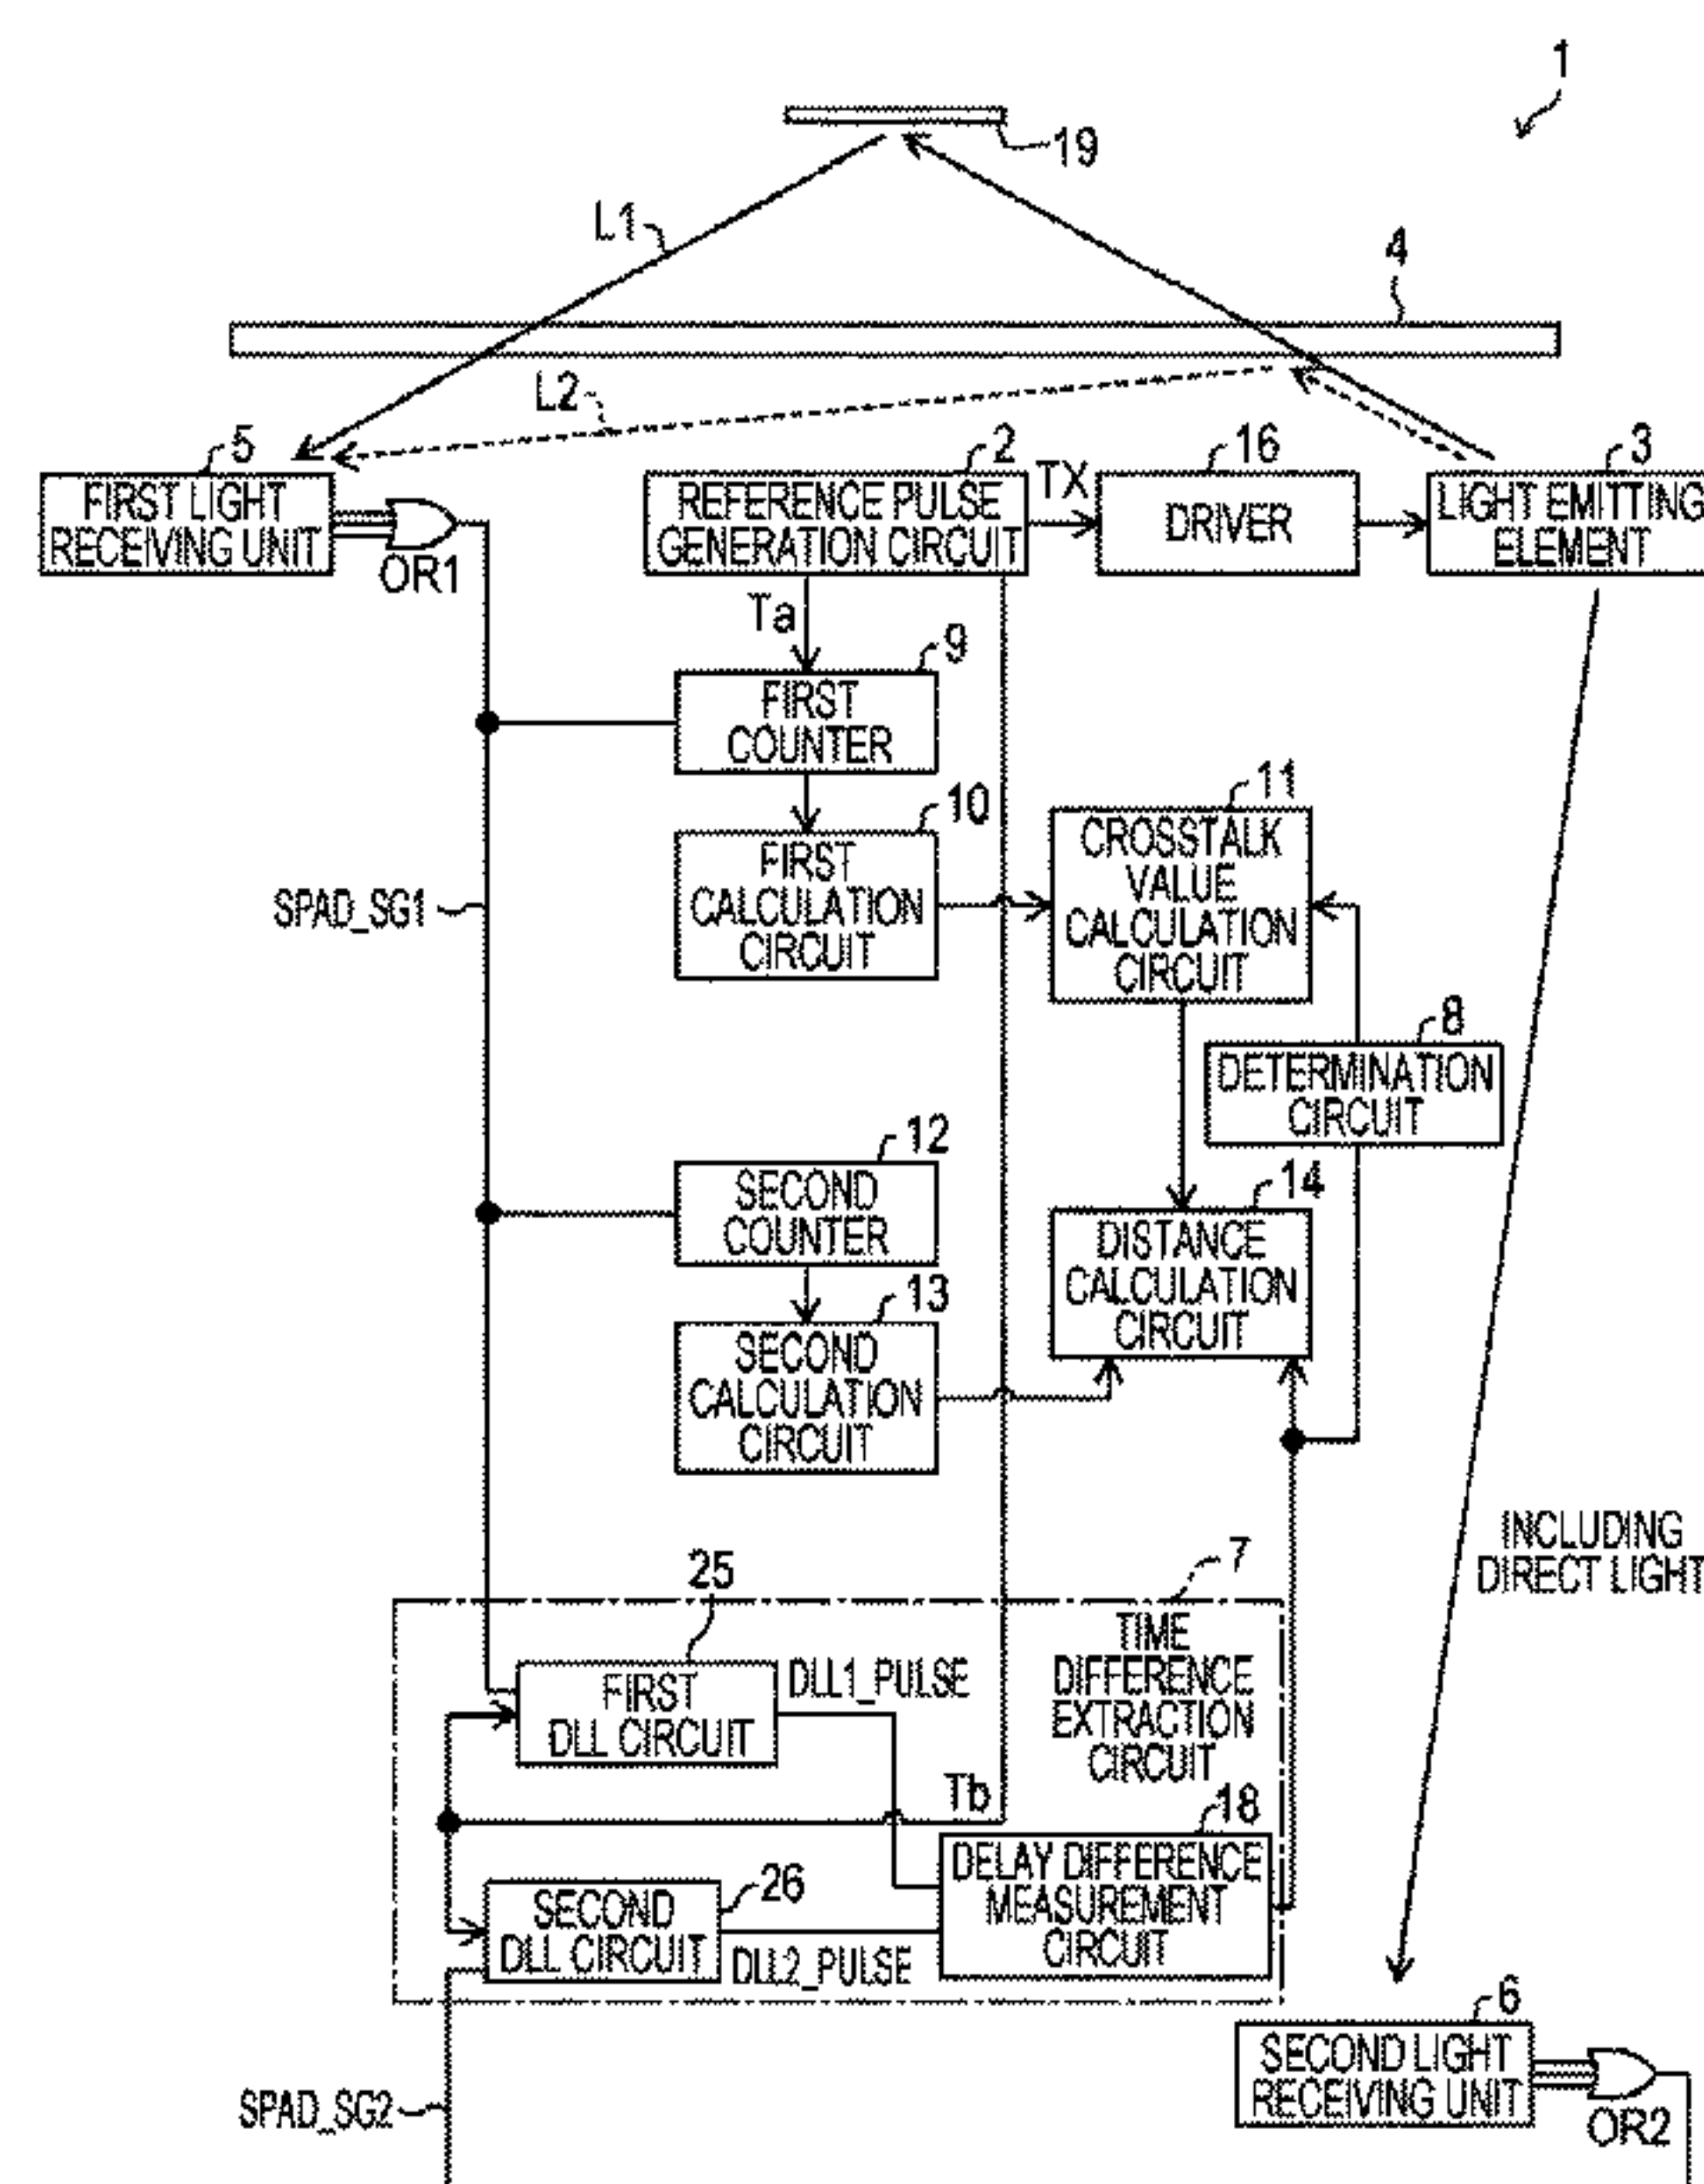 1
19
L1
4
L2
5
FIRST LIGHT
RECEIVING UNIT
OR1
2
REFERENCE PULSE
GENERATION CIRCUIT
TX
16
DRIVER
3
LIGHT EMITTING
ELEMENT
Ta
9
FIRST
COUNTER
10
FIRST
CALCULATION
CIRCUIT
11
CROSSTALK
VALUE
CALCULATION
CIRCUIT
SPAD_SG1
8
DETERMINATION
CIRCUIT
12
SECOND
COUNTER
14
DISTANCE
CALCULATION
CIRCUIT
13
SECOND
CALCULATION
CIRCUIT
INCLUDING
DIRECT LIGHT
7
TIME
DIFFERENCE
EXTRACTION
CIRCUIT
25
FIRST
DLL CIRCUIT
DLL1_PULSE
Tb
18
DELAY DIFFERENCE
MEASUREMENT
CIRCUIT
26
SECOND
DLL CIRCUIT
DLL2_PULSE
6
SECOND LIGHT
RECEIVING UNIT
OR2
SPAD_SG2